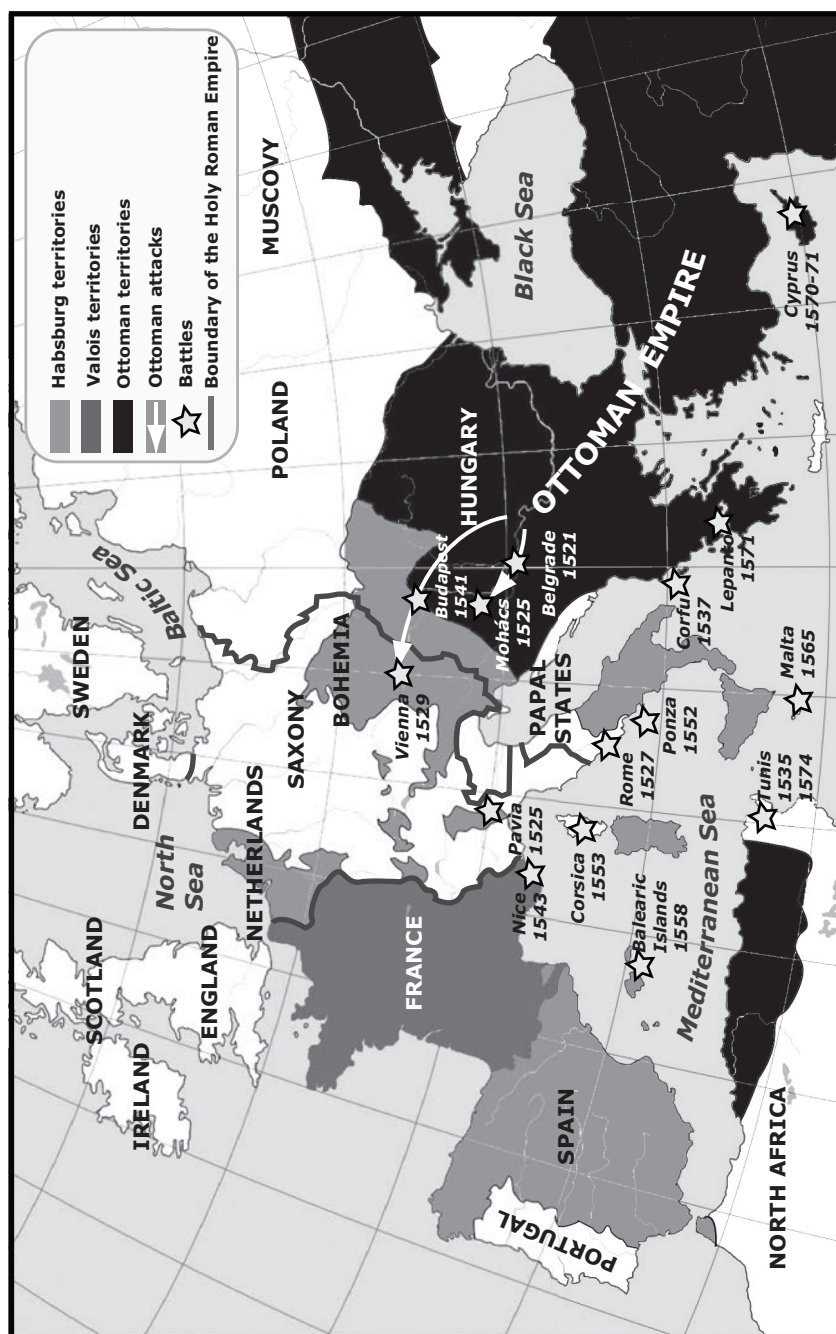 Habsburg territories
Valois territories
Ottoman territories
Ottoman attacks
Battles
Boundary of the Holy Roman Empire
SWEDEN
Baltic Sea
DENMARK
North
Sea
SCOTLAND
IRELAND
ENGLAND
NETHERLANDS
SAXONY
BOHEMIA
POLAND
MUSCOVY
FRANCE
Vienna
1529
Budapest
1541
HUNGARY
Mohács
1525
Belgrade
1521
OTTOMAN EMPIRE
Black Sea
PAPAL
STATES
Pavia
1525
Nice
1543
Corsica
1553
Rome
1527
Ponza
1552
Corfu
1537
Lepanto
1571
Cyprus
1570-71
Balearic
Islands
1558
Mediterranean Sea
Tunis
1535
1574
Malta
1565
SPAIN
PORTUGAL
NORTH AFRICA